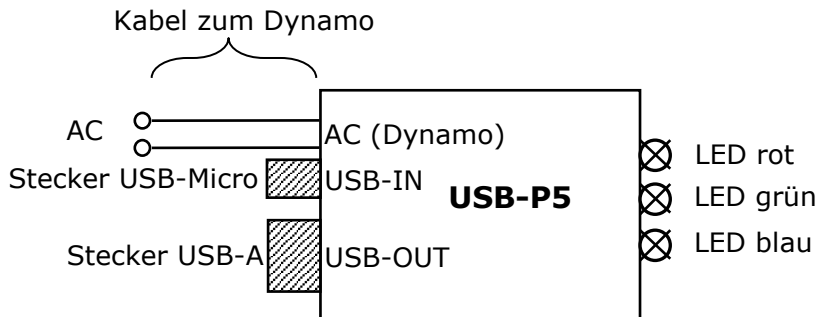 Kabel zum Dynamo
AC
AC (Dynamo)
LED rot
Stecker USB-Micro
USB-IN
USB-P5
LED grün
Stecker USB-A
USB-OUT
LED blau